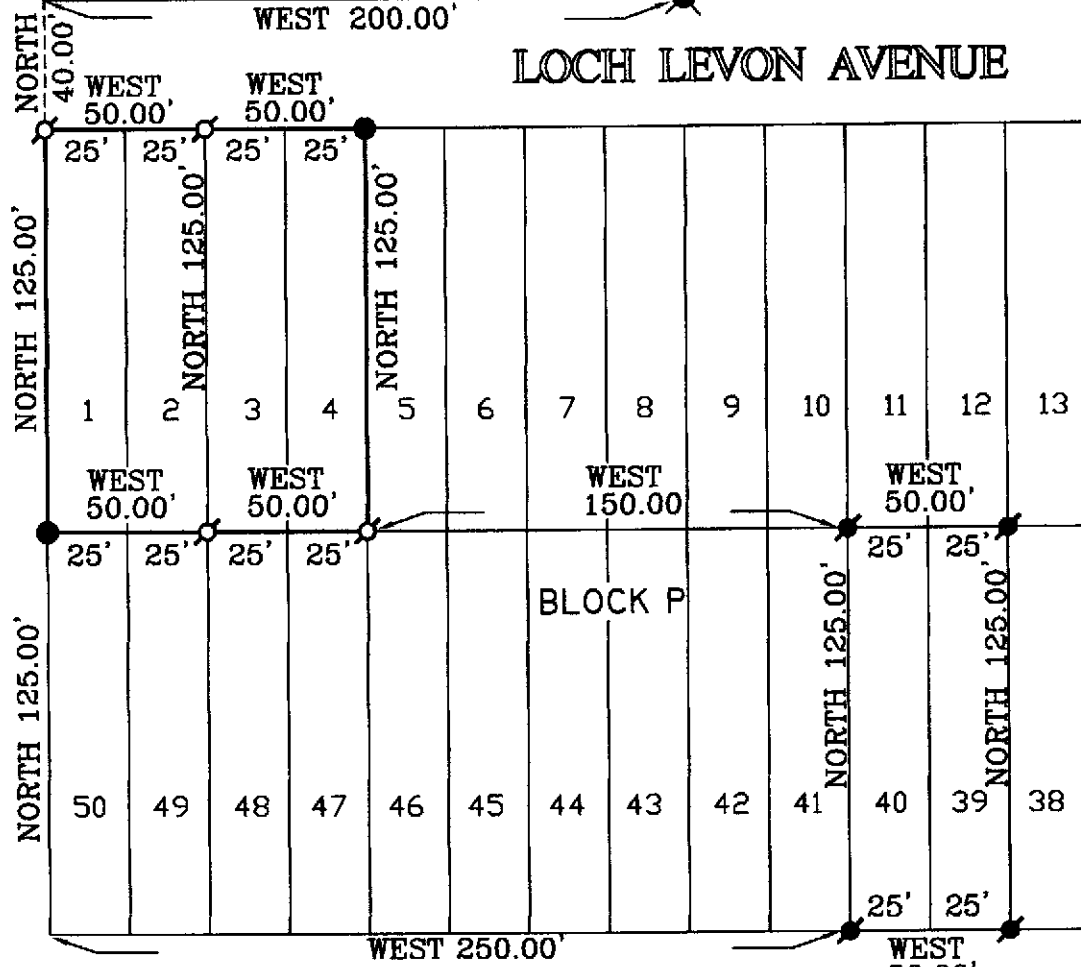 WEST 200.00'
NORTH
40.00'
LOCH LEVON AVENUE
WEST
50.00'
WEST
50.00'
25' 25' 25' 25'
NORTH 125.00'
NORTH 125.00'
NORTH 125.00'
1 2 3 4 5 6 7 8 9 10 11 12 13
WEST
50.00'
WEST
50.00'
WEST
150.00
WEST
50.00'
25' 25' 25' 25' 25' 25'
BLOCK P
NORTH 125.00'
NORTH 125.00'
NORTH 125.00'
50 49 48 47 46 45 44 43 42 41 40 39 38
25' 25'
WEST 250.00'
WEST